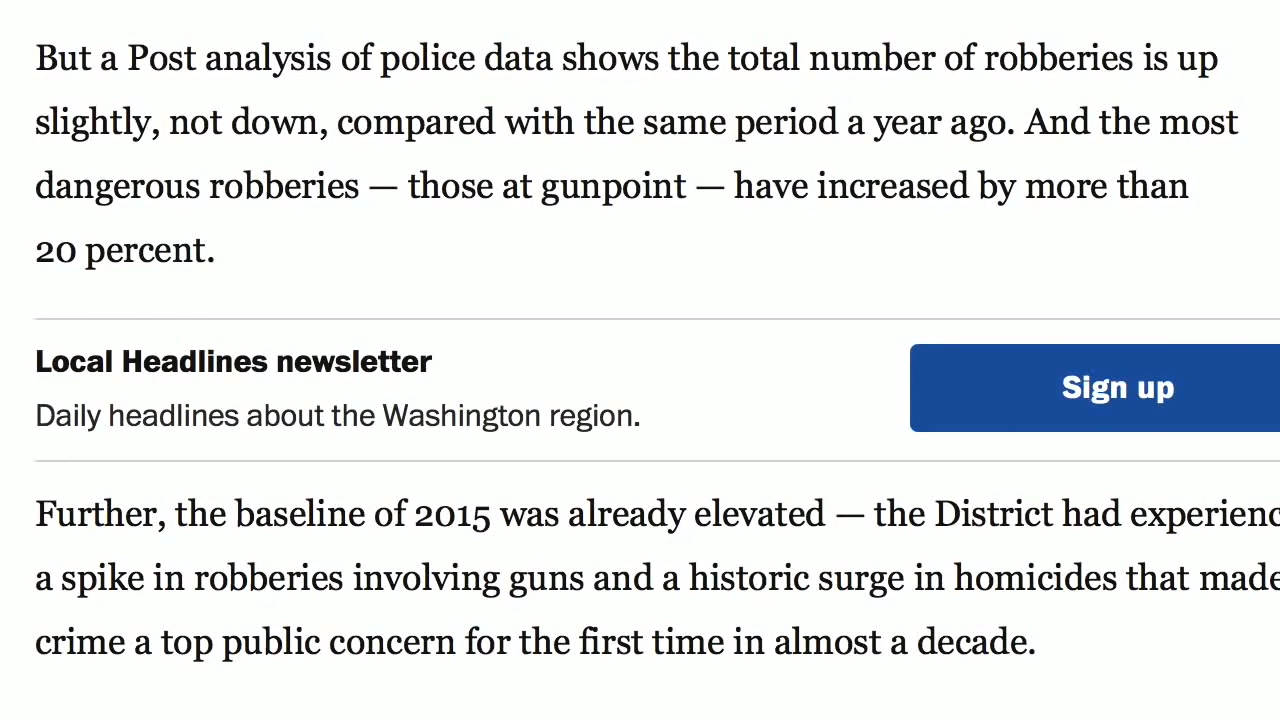 But a Post analysis of police data shows the total number of robberies is up
slightly, not down, compared with the same period a year ago. And the most
dangerous robberies — those at gunpoint — have increased by more than
20 percent.
Local Headlines newsletter
Daily headlines about the Washington region.
Sign up
Further, the baseline of 2015 was already elevated — the District had experienc
a spike in robberies involving guns and a historic surge in homicides that made
crime a top public concern for the first time in almost a decade.